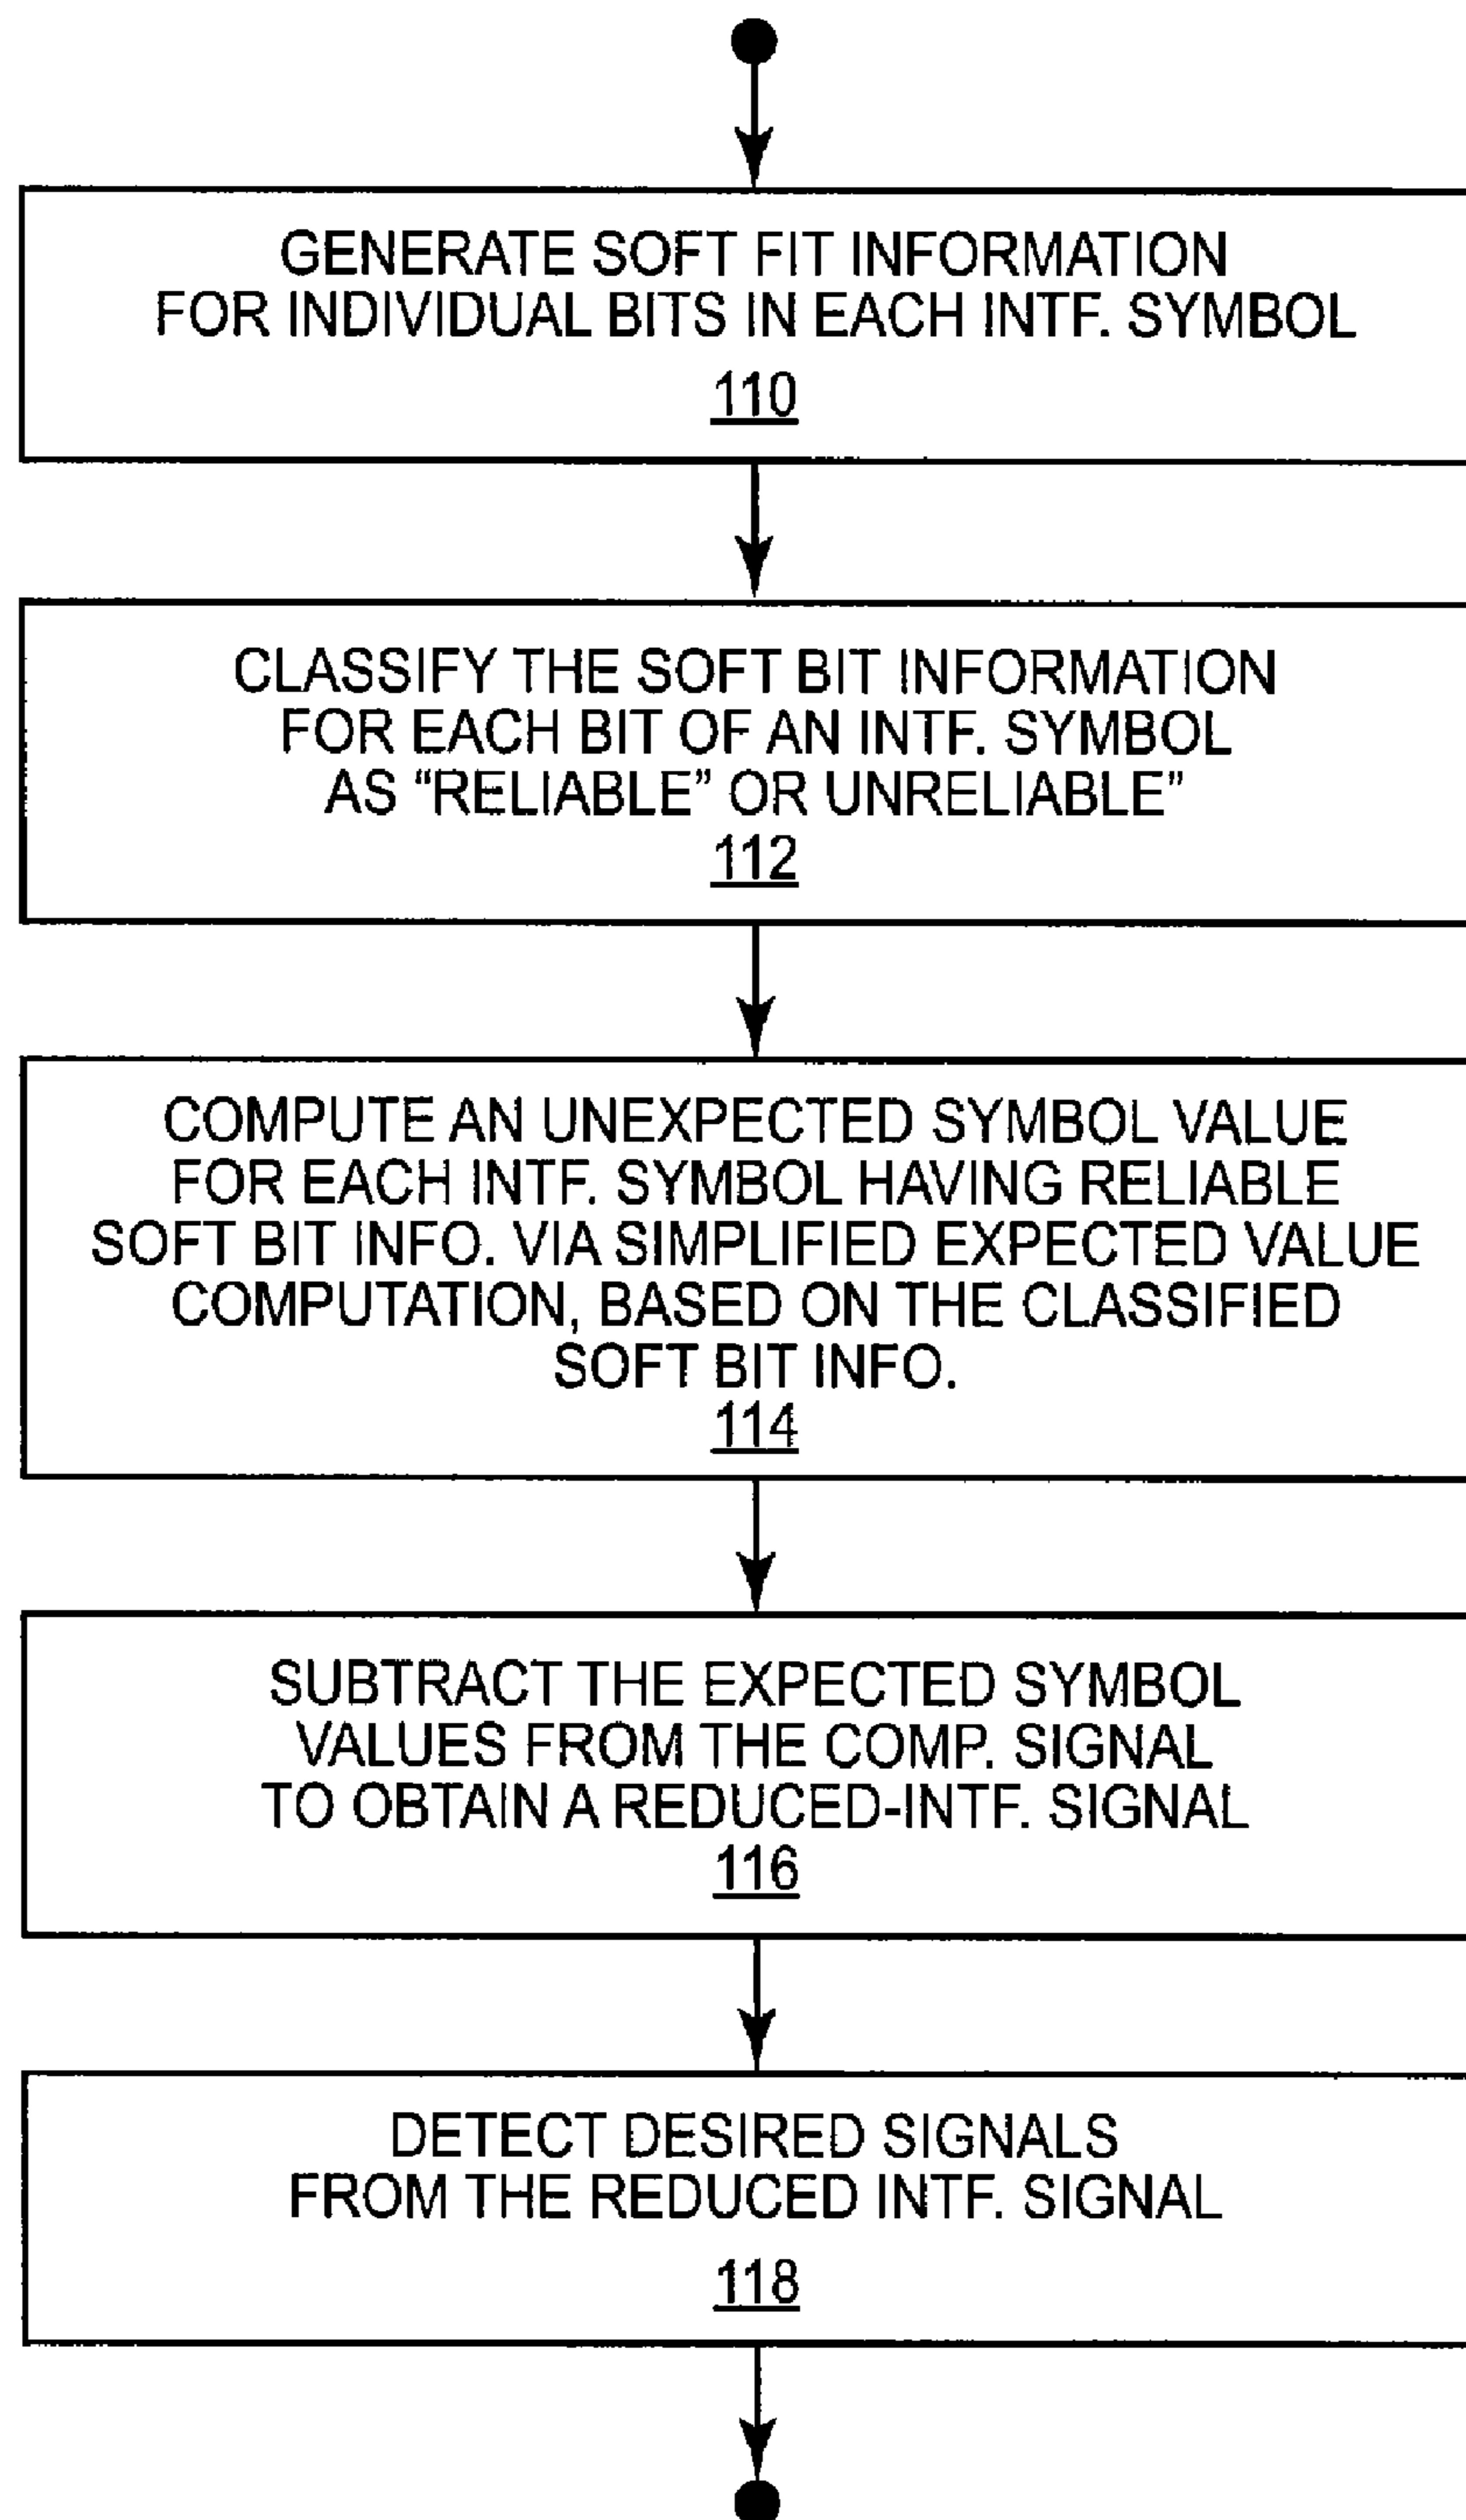 GENERATE SOFT FIT INFORMATION
FOR INDIVIDUAL BITS IN EACH INTF. SYMBOL
110
CLASSIFY THE SOFT BIT INFORMATION
FOR EACH BIT OF AN INTF. SYMBOL
AS “RELIABLE” OR UNRELIABLE”
112
COMPUTE AN UNEXPECTED SYMBOL VALUE
FOR EACH INTF. SYMBOL HAVING RELIABLE
SOFT BIT INFO. VIA SIMPLIFIED EXPECTED VALUE
COMPUTATION, BASED ON THE CLASSIFIED
SOFT BIT INFO.
114
SUBTRACT THE EXPECTED SYMBOL
VALUES FROM THE COMP. SIGNAL
TO OBTAIN A REDUCED-INTF. SIGNAL
116
DETECT DESIRED SIGNALS
FROM THE REDUCED INTF. SIGNAL
118